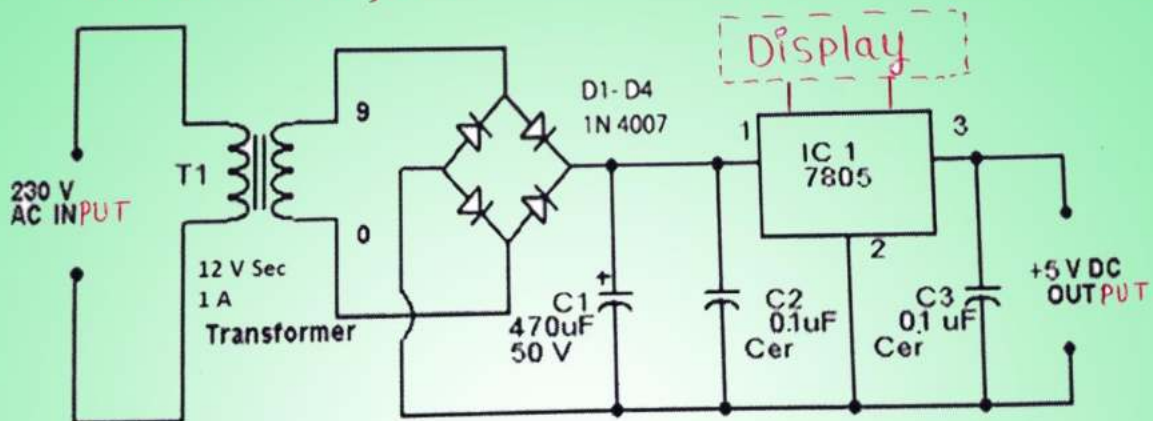 Display
9
D1- D4
1N 4007
1
3
IC 1
7805
T1
230 V
AC INPUT
0
2
12 V Sec
1 A
Transformer
+
C1
470uF
50 V
C2
0.1uF
Cer
C3
0.1 uF
Cer
+5 V DC
OUTPUT